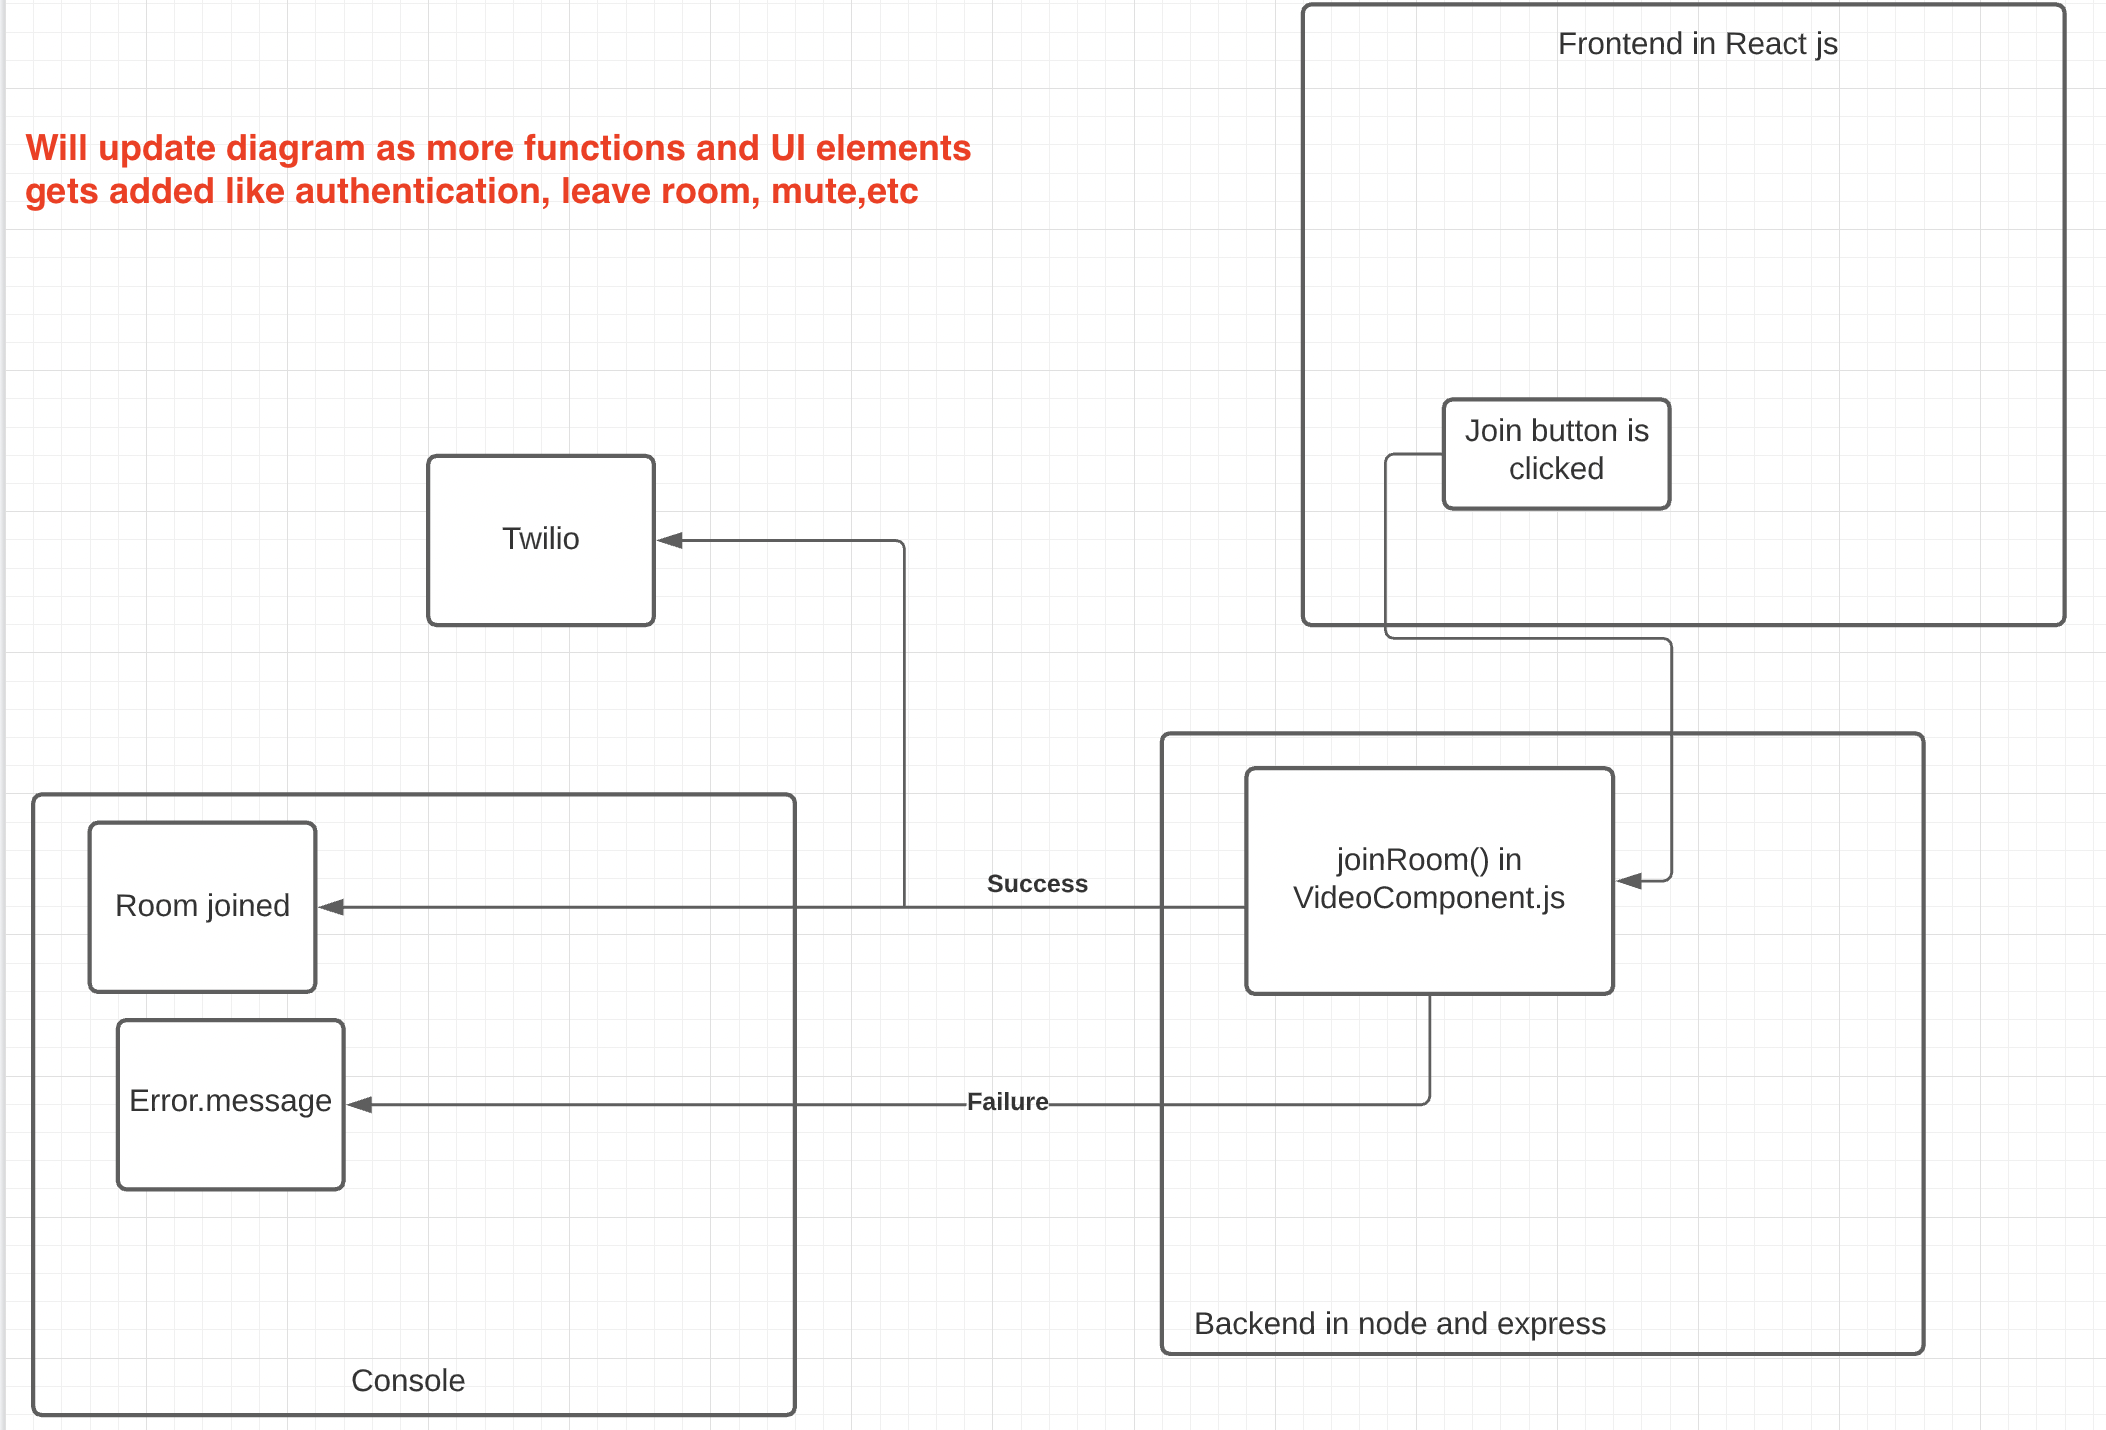 Frontend in React js
Will update diagram as more functions and UI elements
gets added like authentication, leave room, mute,etc
Join button is
clicked
Twilio
joinRoom() in
VideoComponent.js
Success
Room joined
Failure
Error.message
Backend in node and express
Console